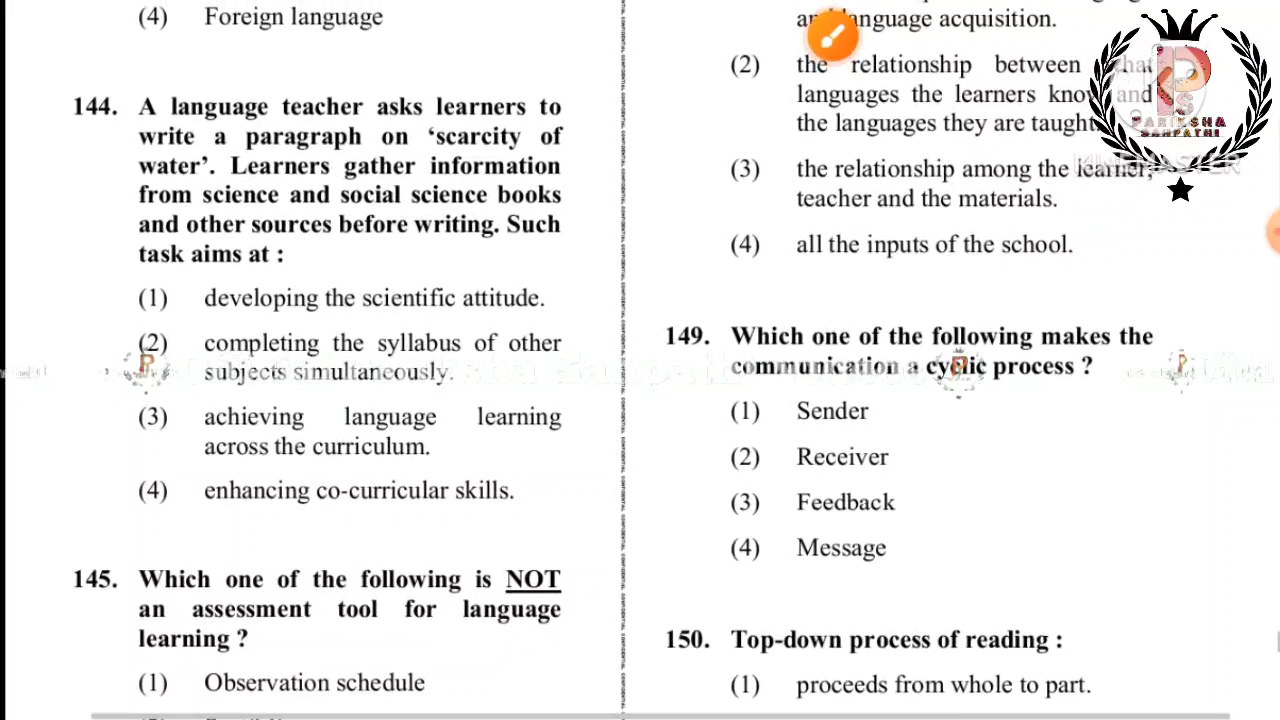 (4) Foreign language
144. A language teacher asks learners to
write a paragraph on ‘scarcity of
water’. Learners gather information
from science and social science books
and other sources before writing. Such
task aims at :
(1) developing the scientific attitude.
(2) completing the syllabus of other
subjects simultaneously.
(3) achieving language learning
across the curriculum.
(4) enhancing co-curricular skills.
145. Which one of the following is NOT
an assessment tool for language
learning ?
(1) Observation schedule
language acquisition.
(2) the relationship between
languages the learners know and
the languages they are taught
(3) the relationship among the learner,
teacher and the materials.
(4) all the inputs of the school.
149. Which one of the following makes the
communication a cyclic process ?
(1) Sender
(2) Receiver
(3) Feedback
(4) Message
150. Top-down process of reading :
(1) proceeds from whole to part.
PARIKSHA
SANPATHI
KINEMASTER